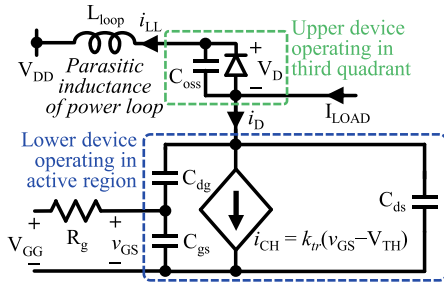 L_loop
i_LL
Upper device
operating in
third quadrant
V_DD
Parasitic
inductance
of power loop
C_oss
+
V_D
−
i_D
I_LOAD
Lower device
operating in
active region
C_dg
C_ds
+
V_GG
−
R_g
+
v_GS
−
C_gs
i_CH = k_tr(v_GS−V_TH)